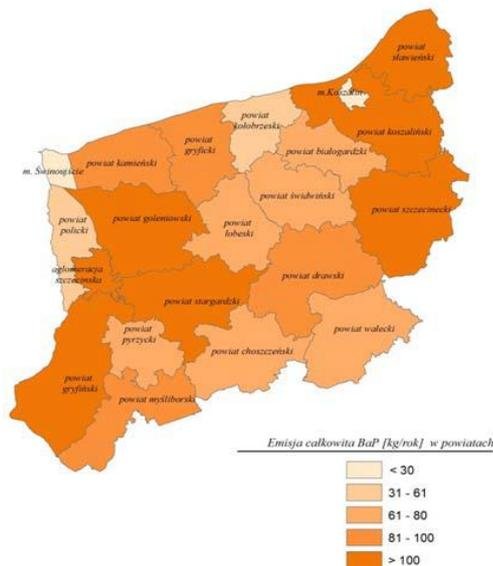 powiat
sławieński
m.Koszalin
powiat
kołobrzeski
powiat koszaliński
powiat
gryficki
powiat białogardzki
powiat kamieński
m. Świnoujście
powiat świdwiński
powiat szczecinecki
powiat
policki
powiat goleniowski
powiat
łobeski
aglomeracja
szczecińska
powiat drawski
powiat stargardzki
powiat
pyrzycki
powiat wałecki
powiat choszczeński
powiat
gryfiński
powiat myśliborski
Emisja całkowita BaP [kg/rok] w powiatach
< 30
31 - 61
61 - 80
81 - 100
> 100